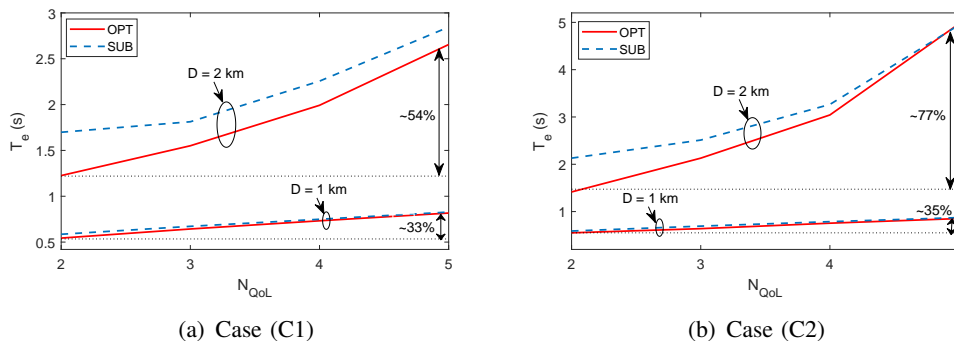 3
2.5
2
1.5
1
0.5
T_e (s)
OPT
SUB
D = 2 km
~54%
D = 1 km
~33%
2
3
4
5
N_QoL
(a) Case (C1)
5
4
3
2
1
T_e (s)
OPT
SUB
D = 2 km
~77%
D = 1 km
~35%
2
3
4
N_QoL
(b) Case (C2)